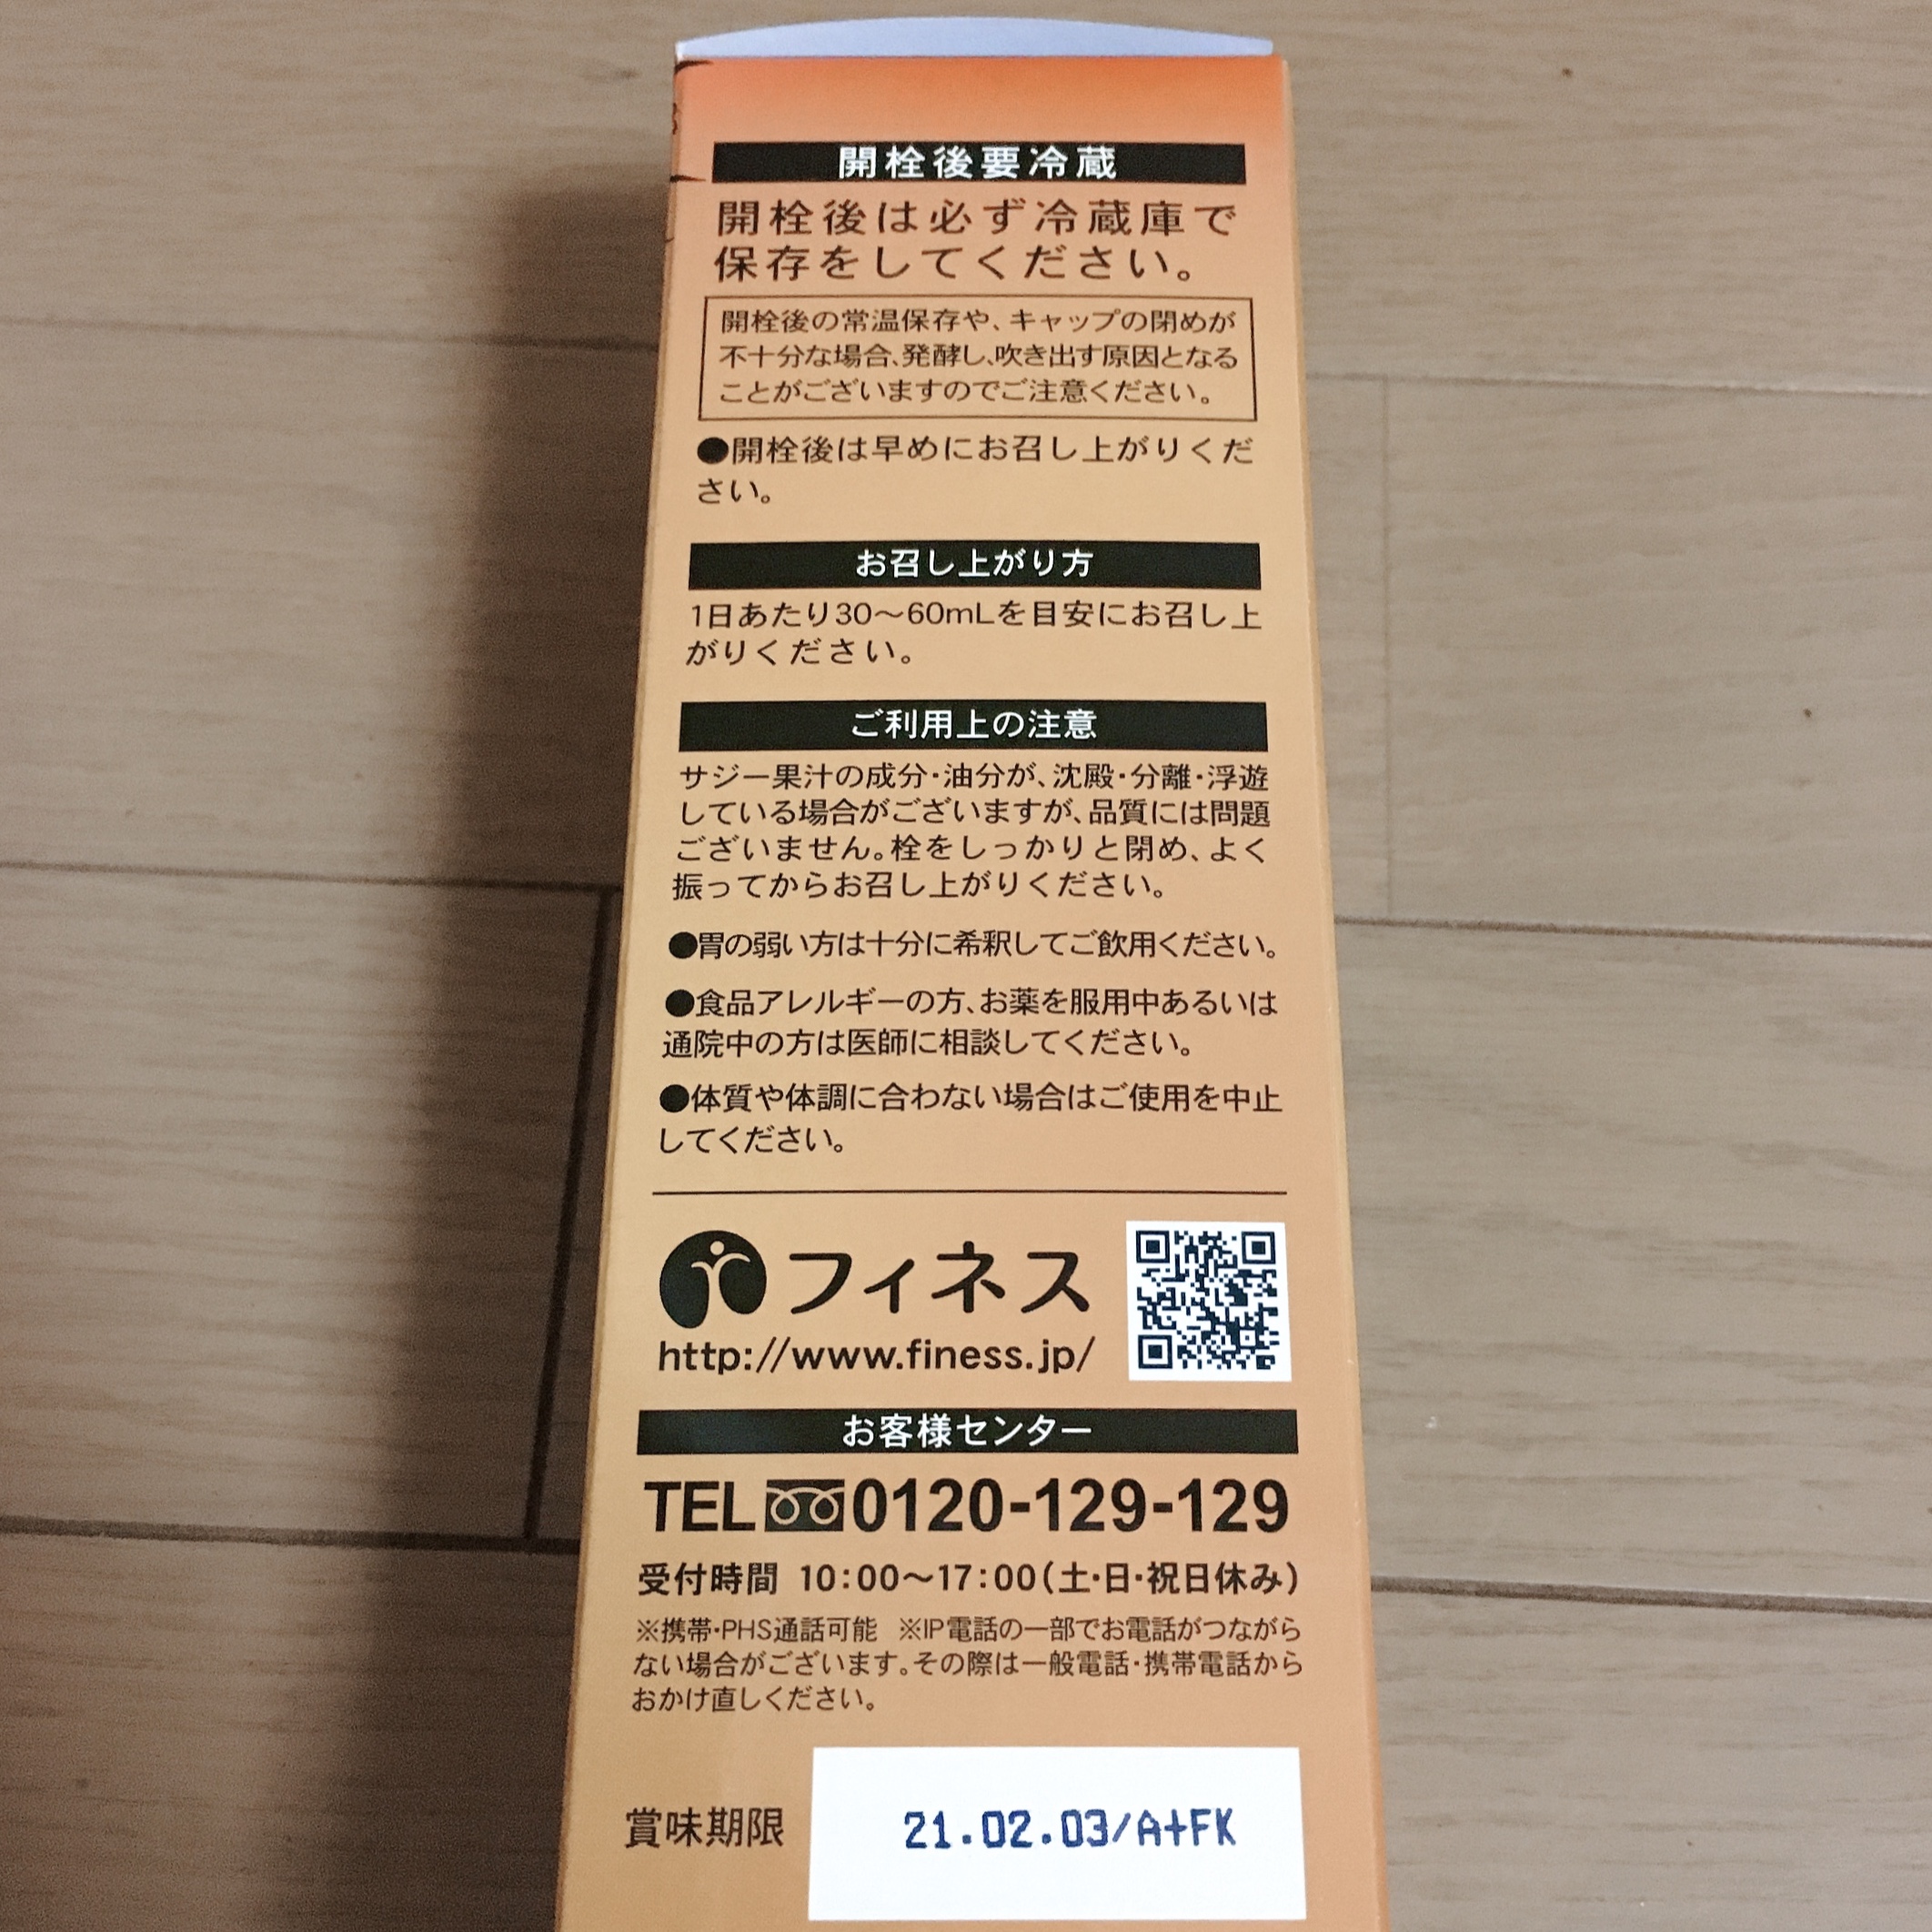 開栓後要冷蔵
開栓後は必ず冷蔵庫で
保存をしてください。
開栓後の常温保存や、キャップの閉めが
不十分な場合、発酵し、吹き出す原因となる
ことがございますのでご注意ください。
●開栓後は早めにお召し上がりくだ
さい。
お召し上がり方
1日あたり30〜60mLを目安にお召し上
がりください。
ご利用上の注意
サジー果汁の成分・油分が、沈殿・分離・浮遊
している場合がございますが、品質には問題
ございません。栓をしっかりと閉め、よく
振ってからお召し上がりください。
●胃の弱い方は十分に希釈してご飲用ください。
●食品アレルギーの方、お薬を服用中あるいは
通院中の方は医師に相談してください。
●体質や体調に合わない場合はご使用を中止
してください。
フィネス
http://www.finess.jp/
お客様センター
TEL 0120-129-129
受付時間 10:00〜17:00(土・日・祝日休み)
※携帯・PHS通話可能 ※IP電話の一部でお電話がつながら
ない場合がございます。その際は一般電話・携帯電話から
おかけ直しください。
賞味期限 21.02.03/A+FK